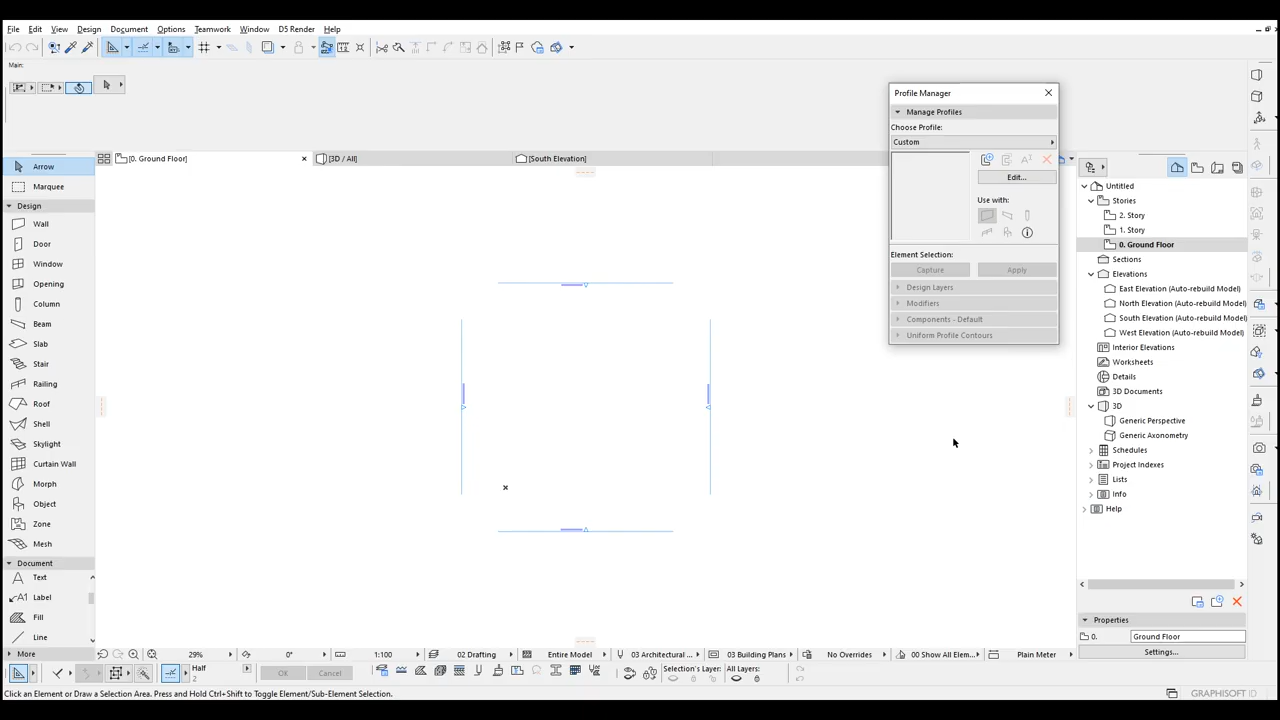 File Edit View Design Document Options Teamwork Window D5 Render Help
Main:
[0. Ground Floor]
[3D / All]
[South Elevation]
Arrow
Marquee
Design
Wall
Door
Window
Opening
Column
Beam
Slab
Stair
Railing
Roof
Shell
Skylight
Curtain Wall
Morph
Object
Zone
Mesh
Document
Text
Label
Fill
Line
More
Profile Manager
Manage Profiles
Choose Profile:
Custom
Edit...
Use with:
Element Selection:
Capture Apply
Design Layers
Modifiers
Components - Default
Uniform Profile Contours
Untitled
Stories
2. Story
1. Story
0. Ground Floor
Sections
Elevations
East Elevation (Auto-rebuild Model)
North Elevation (Auto-rebuild Model)
South Elevation (Auto-rebuild Model)
West Elevation (Auto-rebuild Model)
Interior Elevations
Worksheets
Details
3D Documents
3D
Generic Perspective
Generic Axonometry
Schedules
Project Indexes
Lists
Info
Help
Properties
0. Ground Floor
Settings...
29% 0° 1:100 02 Drafting Entire Model 03 Architectural ... 03 Building Plans No Overrides 00 Show All Elem... Plain Meter
Half
2
OK Cancel
Selection's Layer: All Layers:
Click an Element or Draw a Selection Area. Press and Hold Ctrl+Shift to Toggle Element/Sub-Element Selection.
GRAPHISOFT ID